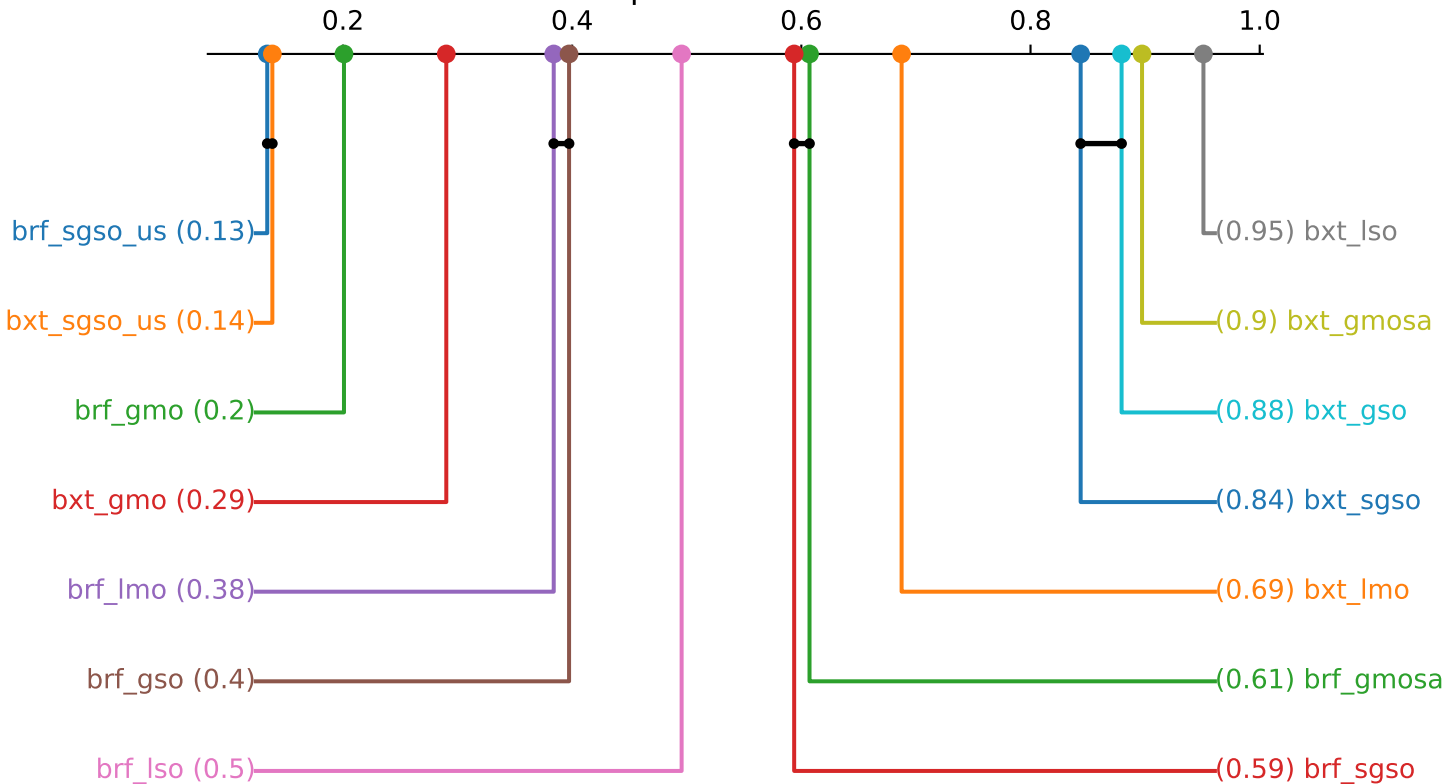 0.2 0.4 0.6 0.8 1.0
brf_sgso_us (0.13) (0.95) bxt_lso
bxt_sgso_us (0.14) (0.9) bxt_gmosa
brf_gmo (0.2) (0.88) bxt_gso
bxt_gmo (0.29) (0.84) bxt_sgso
brf_lmo (0.38) (0.69) bxt_lmo
brf_gso (0.4) (0.61) brf_gmosa
brf_lso (0.5) (0.59) brf_sgso